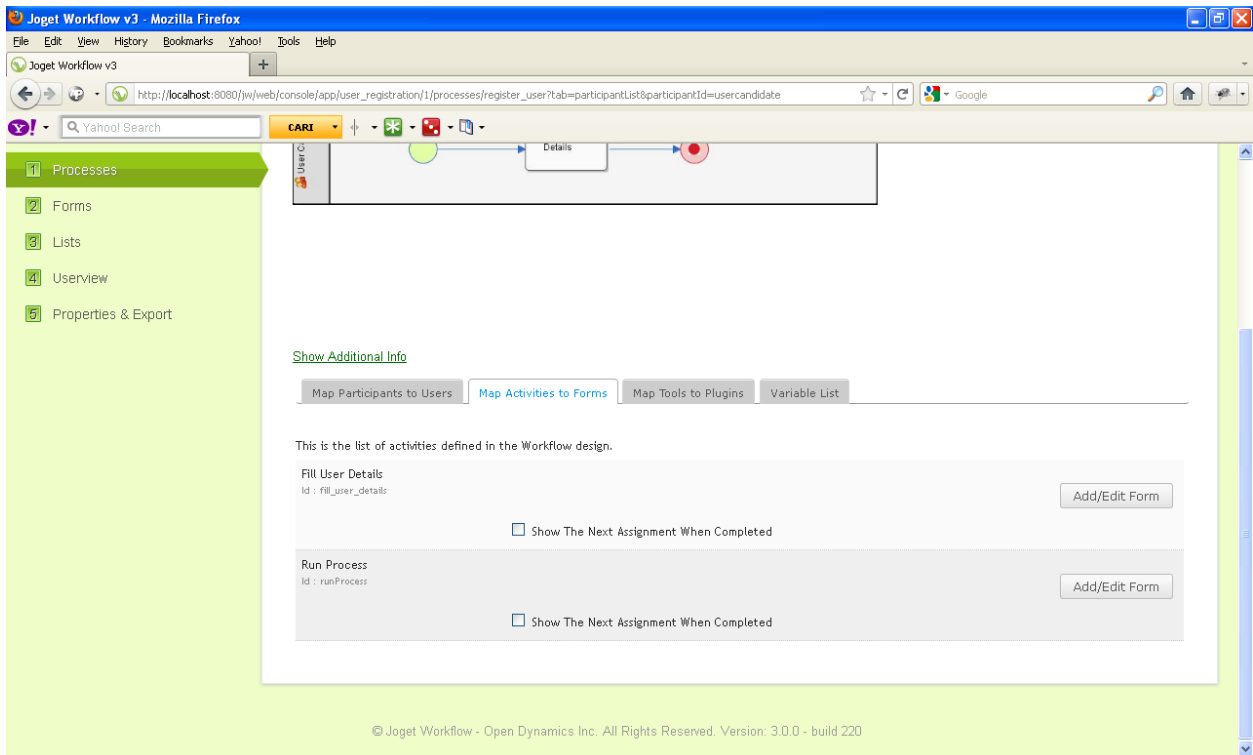 Joget Workflow v3 - Mozilla Firefox
File Edit View History Bookmarks Yahoo! Tools Help
Joget Workflow v3
http://localhost:8080/jw/web/console/app/user_registration/1/processes/register_user?tab=participantList&participantId=usercandidate
Google
Y! Yahoo! Search CARI
1 Processes
2 Forms
3 Lists
4 Userview
5 Properties & Export
User
Details
Show Additional Info
Map Participants to Users Map Activities to Forms Map Tools to Plugins Variable List
This is the list of activities defined in the Workflow design.
Fill User Details
Id : fill_user_details
Add/Edit Form
Show The Next Assignment When Completed
Run Process
Id : runProcess
Add/Edit Form
Show The Next Assignment When Completed
© Joget Workflow - Open Dynamics Inc. All Rights Reserved. Version: 3.0.0 - build 220